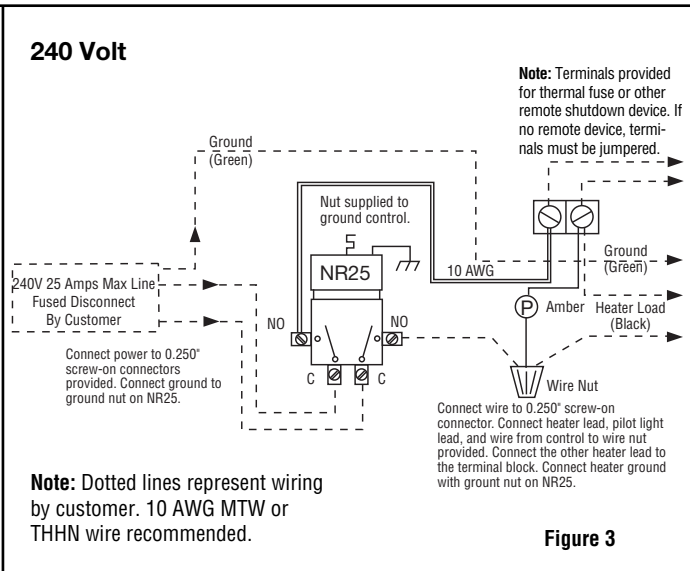 240 Volt
Note: Terminals provided
for thermal fuse or other
remote shutdown device. If
no remote device, termi-
nals must be jumpered.
Ground
(Green)
Nut supplied to
ground control.
NR25
10 AWG
Ground
(Green)
240V 25 Amps Max Line
Fused Disconnect
By Customer
P
Amber
Heater Load
(Black)
NO
NO
Connect power to 0.250"
screw-on connectors
provided. Connect ground to
ground nut on NR25.
C
C
Wire Nut
Connect wire to 0.250" screw-on
connector. Connect heater lead, pilot light
lead, and wire from control to wire nut
provided. Connect the other heater lead to
the terminal block. Connect heater ground
with grount nut on NR25.
Note: Dotted lines represent wiring
by customer. 10 AWG MTW or
THHN wire recommended.
Figure 3